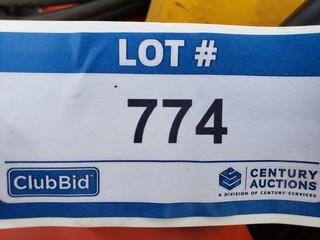 LOT #
774
ClubBid
CENTURY
AUCTIONS
A DIVISION OF CENTURY SERVICES